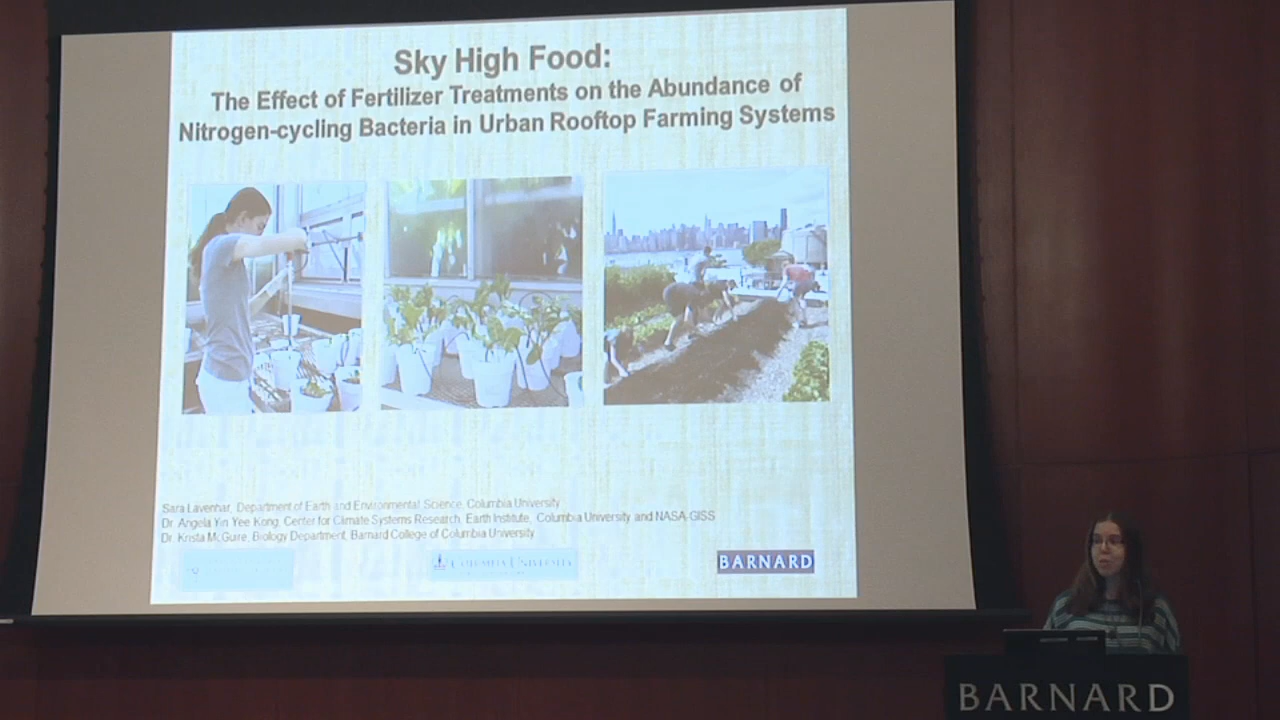 Sky High Food:
The Effect of Fertilizer Treatments on the Abundance of
Nitrogen-cycling Bacteria in Urban Rooftop Farming Systems
Sara Lavenhar, Department of Earth and Environmental Science, Columbia University
Dr. Angela Yin Yee Kong, Center for Climate Systems Research, Earth Institute, Columbia University and NASA-GISS
Dr. Krista McGuire, Biology Department, Barnard College of Columbia University
COLUMBIA UNIVERSITY
BARNARD
BARNARD